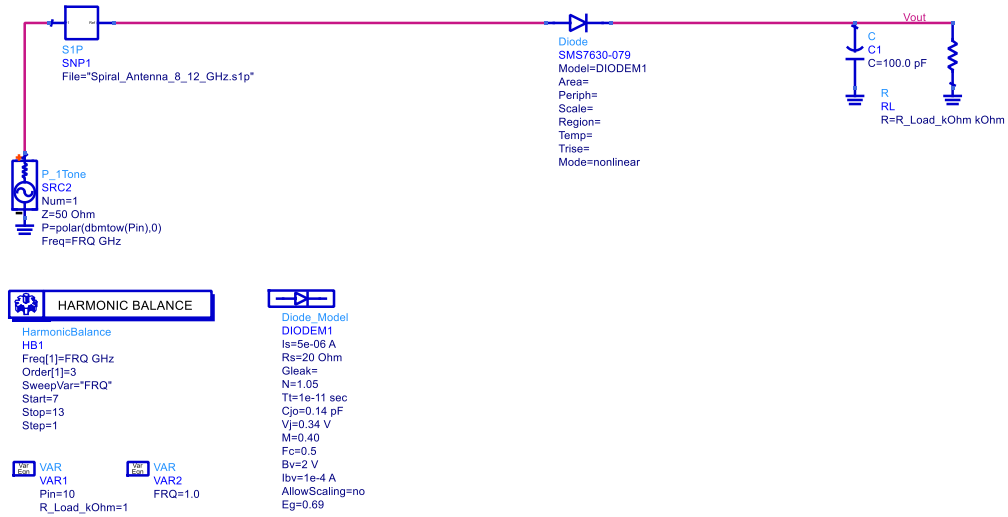 Vout
S1P
SNP1
File="Spiral_Antenna_8_12_GHz.s1p"
Diode
SMS7630-079
Model=DIODEM1
Area=
Periph=
Scale=
Region=
Temp=
Trise=
Mode=nonlinear
C
C1
C=100.0 pF
R
RL
R=R_Load_kOhm kOhm
P_1Tone
SRC2
Num=1
Z=50 Ohm
P=polar(dbmtow(Pin),0)
Freq=FRQ GHz
HARMONIC BALANCE
HarmonicBalance
HB1
Freq[1]=FRQ GHz
Order[1]=3
SweepVar="FRQ"
Start=7
Stop=13
Step=1
Diode_Model
DIODEM1
Is=5e-06 A
Rs=20 Ohm
Gleak=
N=1.05
Tt=1e-11 sec
Cjo=0.14 pF
Vj=0.34 V
M=0.40
Fc=0.5
Bv=2 V
Ibv=1e-4 A
AllowScaling=no
Eg=0.69
Var
Eqn
VAR
VAR1
Pin=10
R_Load_kOhm=1
Var
Eqn
VAR
VAR2
FRQ=1.0